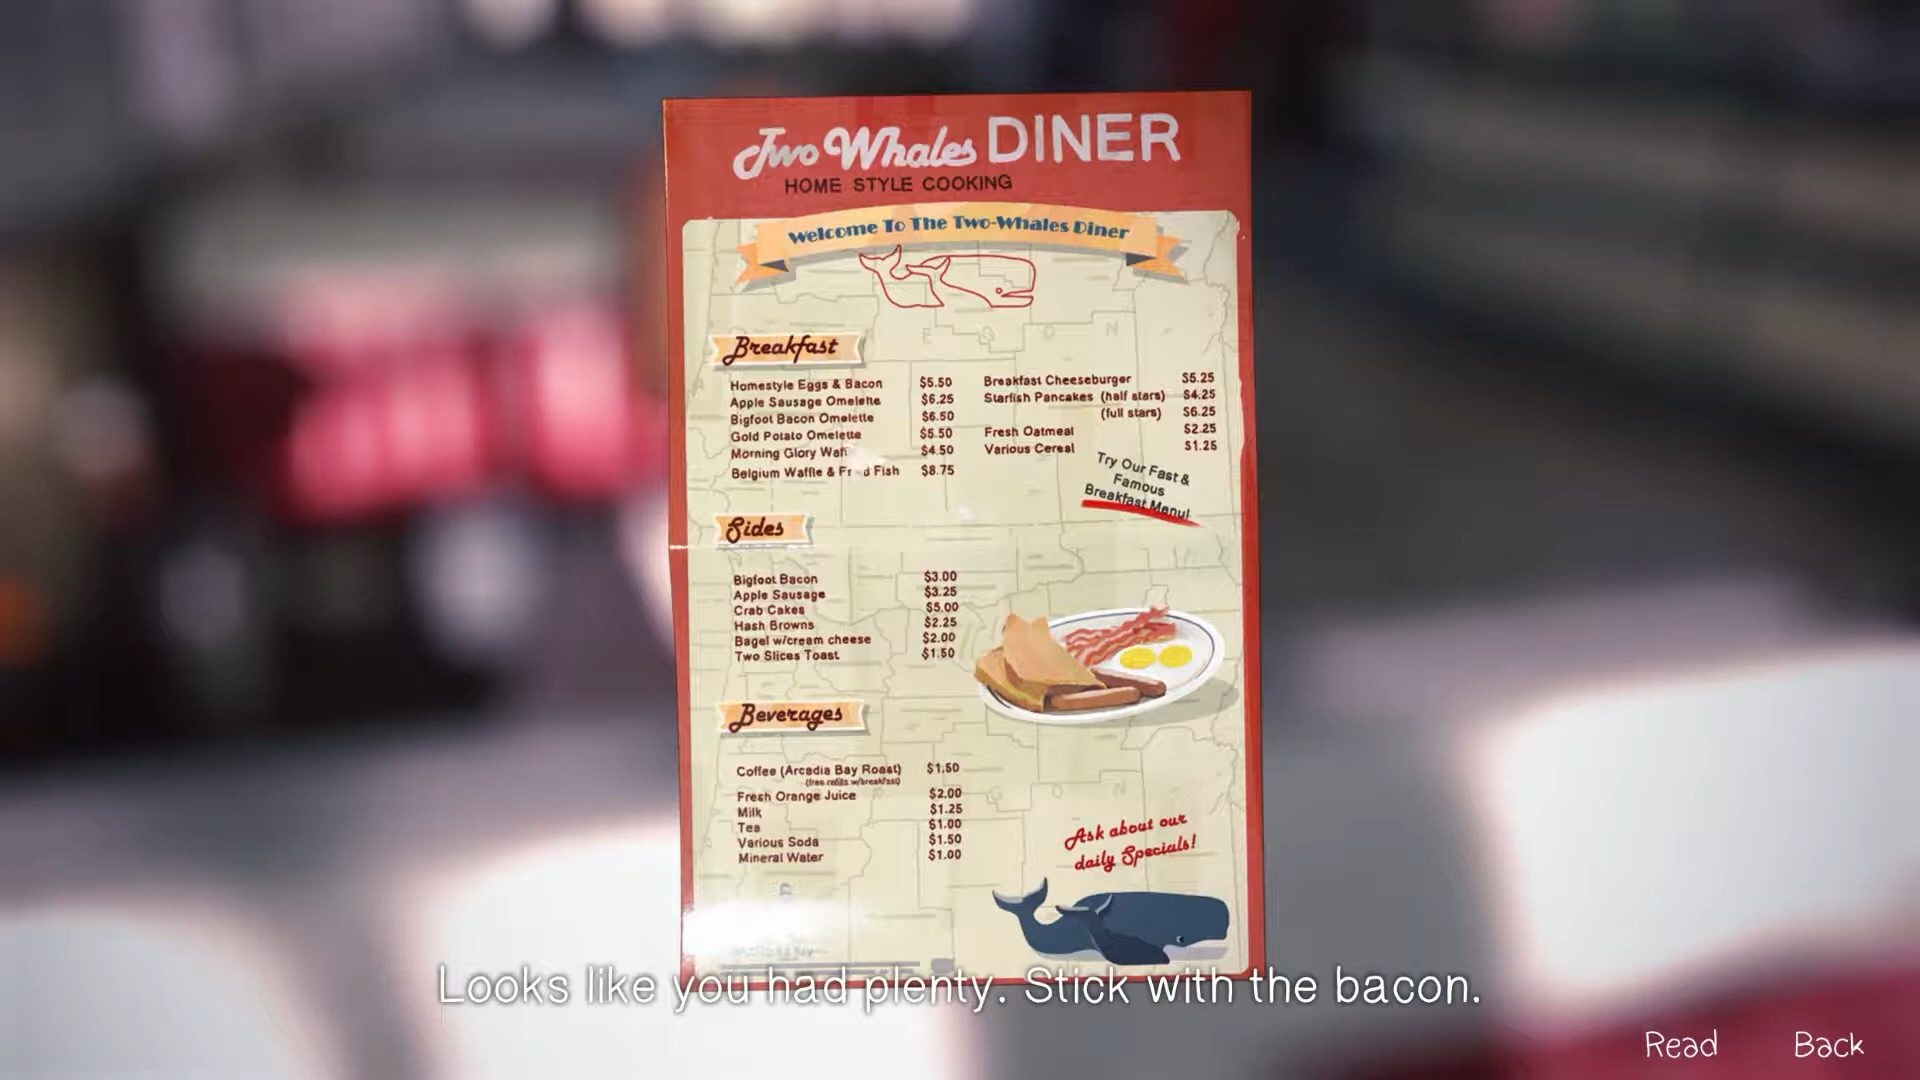 Two Whales DINER
HOME STYLE COOKING
Welcome To The Two-Whales Diner
Breakfast
Homestyle Eggs & Bacon $5.50
Apple Sausage Omelette $6.25
Bigfoot Bacon Omelette $6.50
Gold Potato Omelette $5.50
Morning Glory $4.50
Belgium Waffle & Fish $8.75
Breakfast Cheeseburger $5.25
Starfish Pancakes (half stars) $4.25
(full stars) $6.25
Fresh Oatmeal $2.25
Various Cereal $1.25
Try Our Fast &
Famous
Breakfast Menu!
Sides
Bigfoot Bacon $3.00
Apple Sausage $3.25
Crab Cakes $5.00
Hash Browns $2.25
Bagel w/cream cheese $2.00
Two Slices Toast $1.50
Beverages
Coffee (Arcadia Bay Roast) $1.50
(free refills w/breakfast)
Fresh Orange Juice $2.00
Milk $1.25
Tea $1.00
Various Soda $1.50
Mineral Water $1.00
Ask about our
daily Specials!
Looks like you had plenty. Stick with the bacon.
Read Back